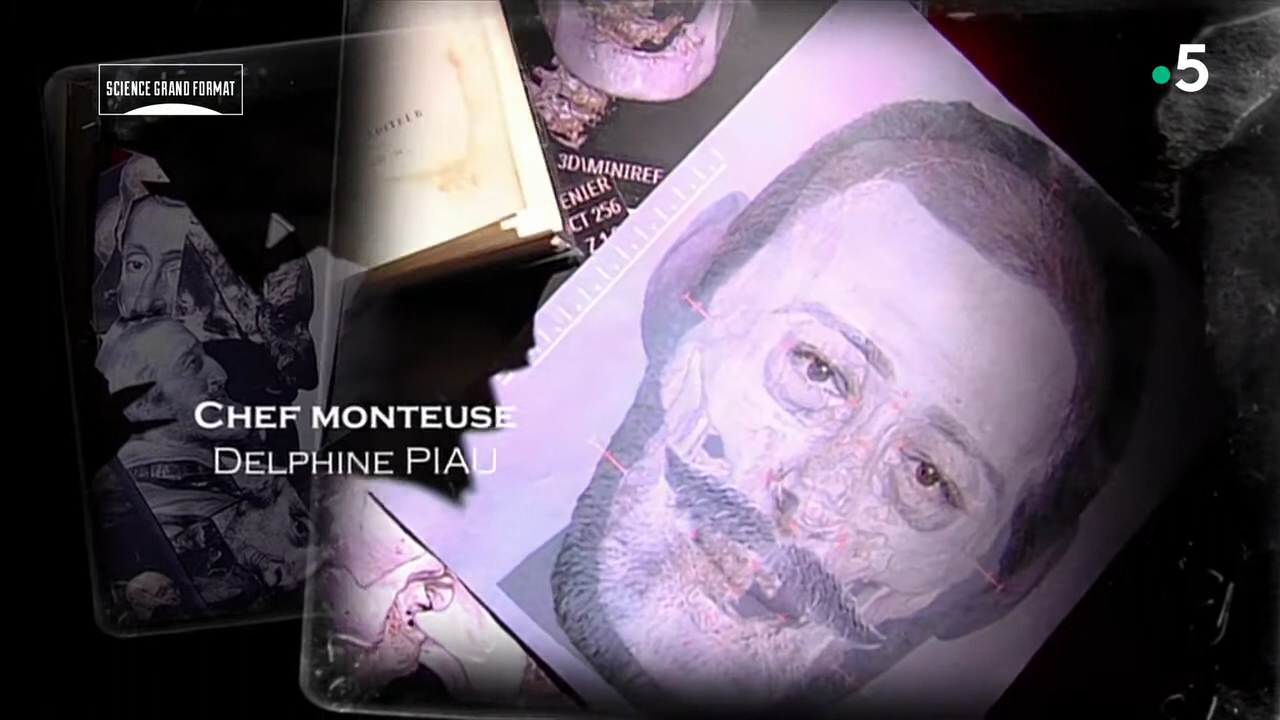 SCIENCE GRAND FORMAT
5
3D\MINIREF
ENIER
CT 256
CHEF MONTEUSE
DELPHINE PIAU